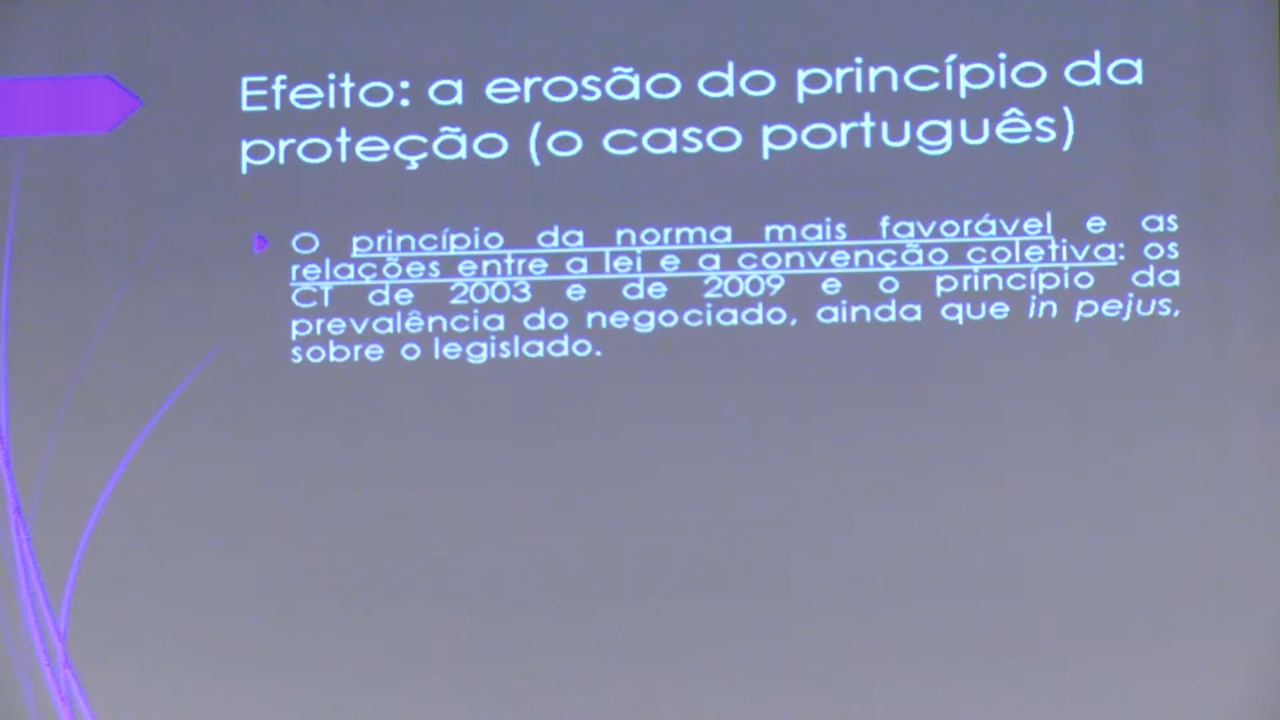 Efeito: a erosão do princípio da
proteção (o caso português)
O princípio da norma mais favorável e as
relações entre a lei e a convenção coletiva: os
CT de 2003 e de 2009 e o princípio da
prevalência do negociado, ainda que in pejus,
sobre o legislado.